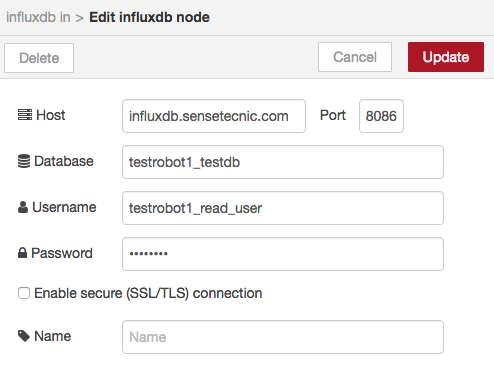 influxdb in > Edit influxdb node
Delete Cancel Update
Host influxdb.sensetecnic.com Port 8086
Database testrobot1_testdb
Username testrobot1_read_user
Password ••••••••
Enable secure (SSL/TLS) connection
Name Name